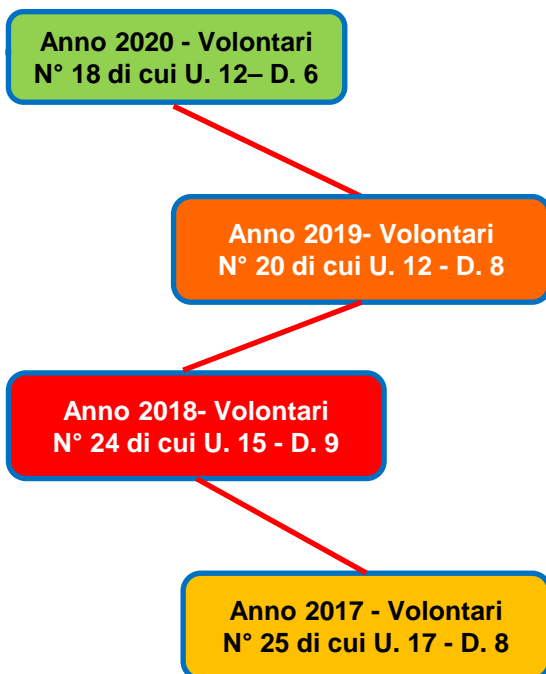 Anno 2020 - Volontari
N° 18 di cui U. 12– D. 6
Anno 2019- Volontari
N° 20 di cui U. 12 - D. 8
Anno 2018- Volontari
N° 24 di cui U. 15 - D. 9
Anno 2017 - Volontari
N° 25 di cui U. 17 - D. 8